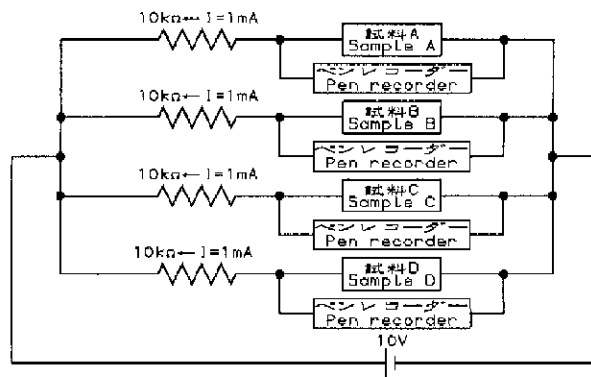 10kΩ← I=1mA
試料A
Sample A
ペンレコーダー
Pen recorder
10kΩ← I=1mA
試料B
Sample B
ペンレコーダー
Pen recorder
10kΩ← I=1mA
試料C
Sample C
ペンレコーダー
Pen recorder
10kΩ← I=1mA
試料D
Sample D
ペンレコーダー
Pen recorder
10V